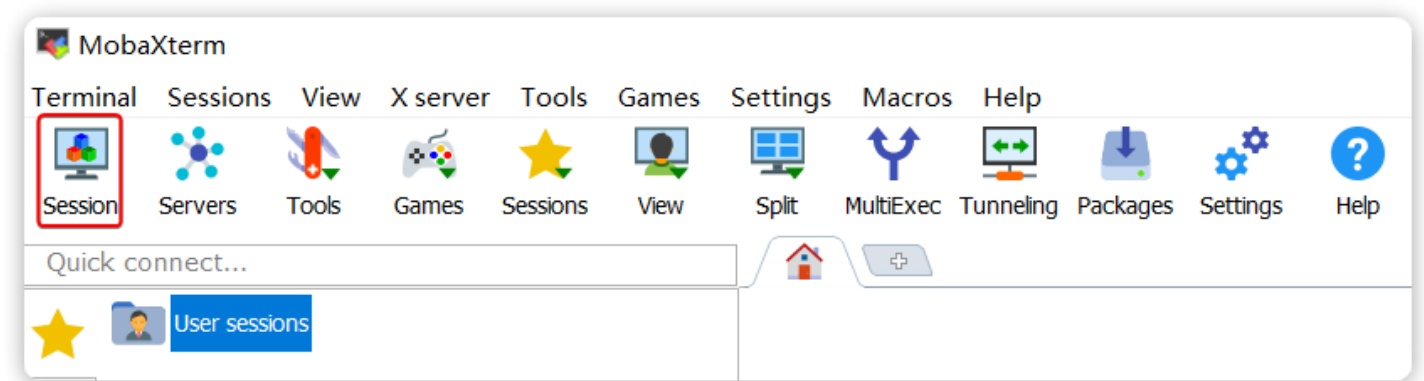 MobaXterm
Terminal Sessions View X server Tools Games Settings Macros Help
Session Servers Tools Games Sessions View Split MultiExec Tunneling Packages Settings Help
Quick connect...
User sessions